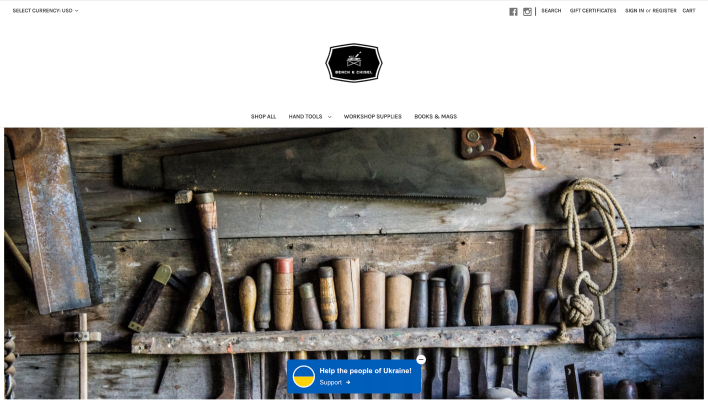 SELECT CURRENCY: USD
SEARCH GIFT CERTIFICATES SIGN IN or REGISTER CART
BENCH & CHISEL
SHOP ALL HAND TOOLS WORKSHOP SUPPLIES BOOKS & MAGS
Help the people of Ukraine!
Support →